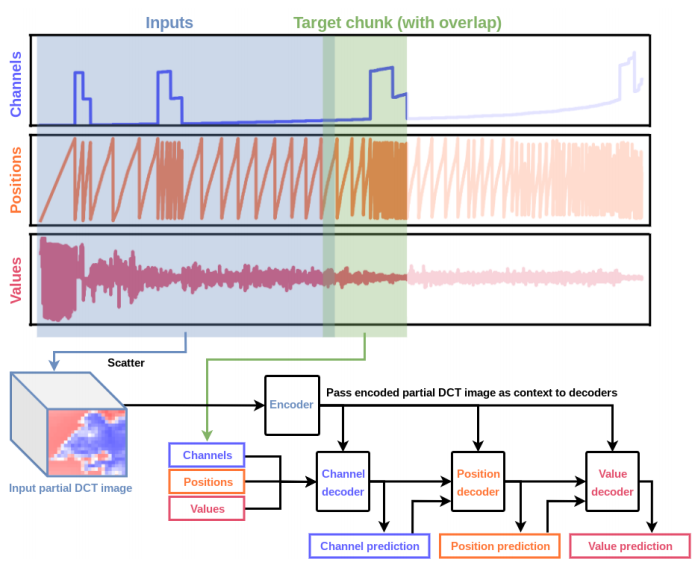 Inputs
Target chunk (with overlap)
Channels
Positions
Values
Scatter
Input partial DCT image
Encoder
Pass encoded partial DCT image as context to decoders
Channels
Positions
Values
Channel
decoder
Position
decoder
Value
decoder
Channel prediction
Position prediction
Value prediction